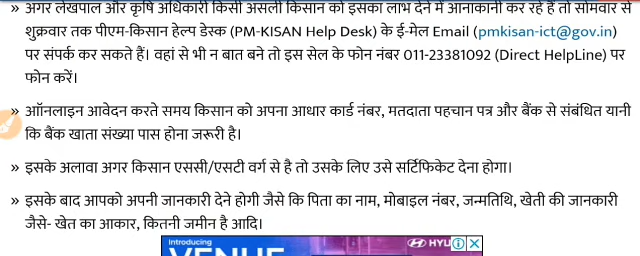 » अगर लेखपाल और कृषि अधिकारी किसी असली किसान को इसका लाभ देने में आनाकानी कर रहे हैं तो सोमवार से
शुक्रवार तक पीएम-किसान हेल्प डेस्क (PM-KISAN Help Desk) के ई-मेल Email (pmkisan-ict@gov.in)
पर संपर्क कर सकते हैं। वहां से भी न बात बने तो इस सेल के फोन नंबर 011-23381092 (Direct HelpLine) पर
फोन करें।
» आॉनलाइन आवेदन करते समय किसान को अपना आधार कार्ड नंबर, मतदाता पहचान पत्र और बैंक से संबंधित यानी
कि बैंक खाता संख्या पास होना जरूरी है।
» इसके अलावा अगर किसान एससी/एसटी वर्ग से है तो उसके लिए उसे सर्टिफिकेट देना होगा।
» इसके बाद आपको अपनी जानकारी देने होगी जैसे कि पिता का नाम, मोबाइल नंबर, जन्मतिथि, खेती की जानकारी
जैसे- खेत का आकार, कितनी जमीन है आदि।
Introducing
VENUE
HYU